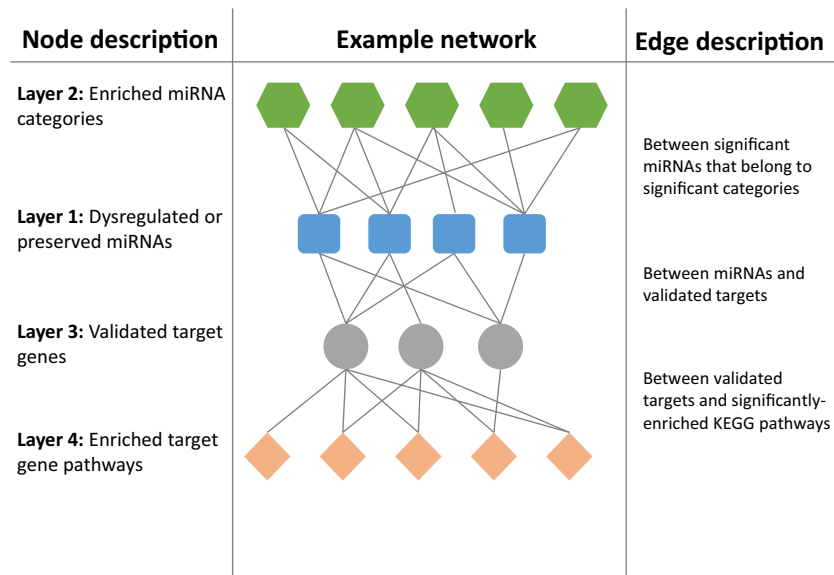 Node description
Example network
Edge description
Layer 2: Enriched miRNA
categories
Between significant
miRNAs that belong to
significant categories
Layer 1: Dysregulated or
preserved miRNAs
Between miRNAs and
validated targets
Layer 3: Validated target
genes
Between validated
targets and significantly-
enriched KEGG pathways
Layer 4: Enriched target
gene pathways